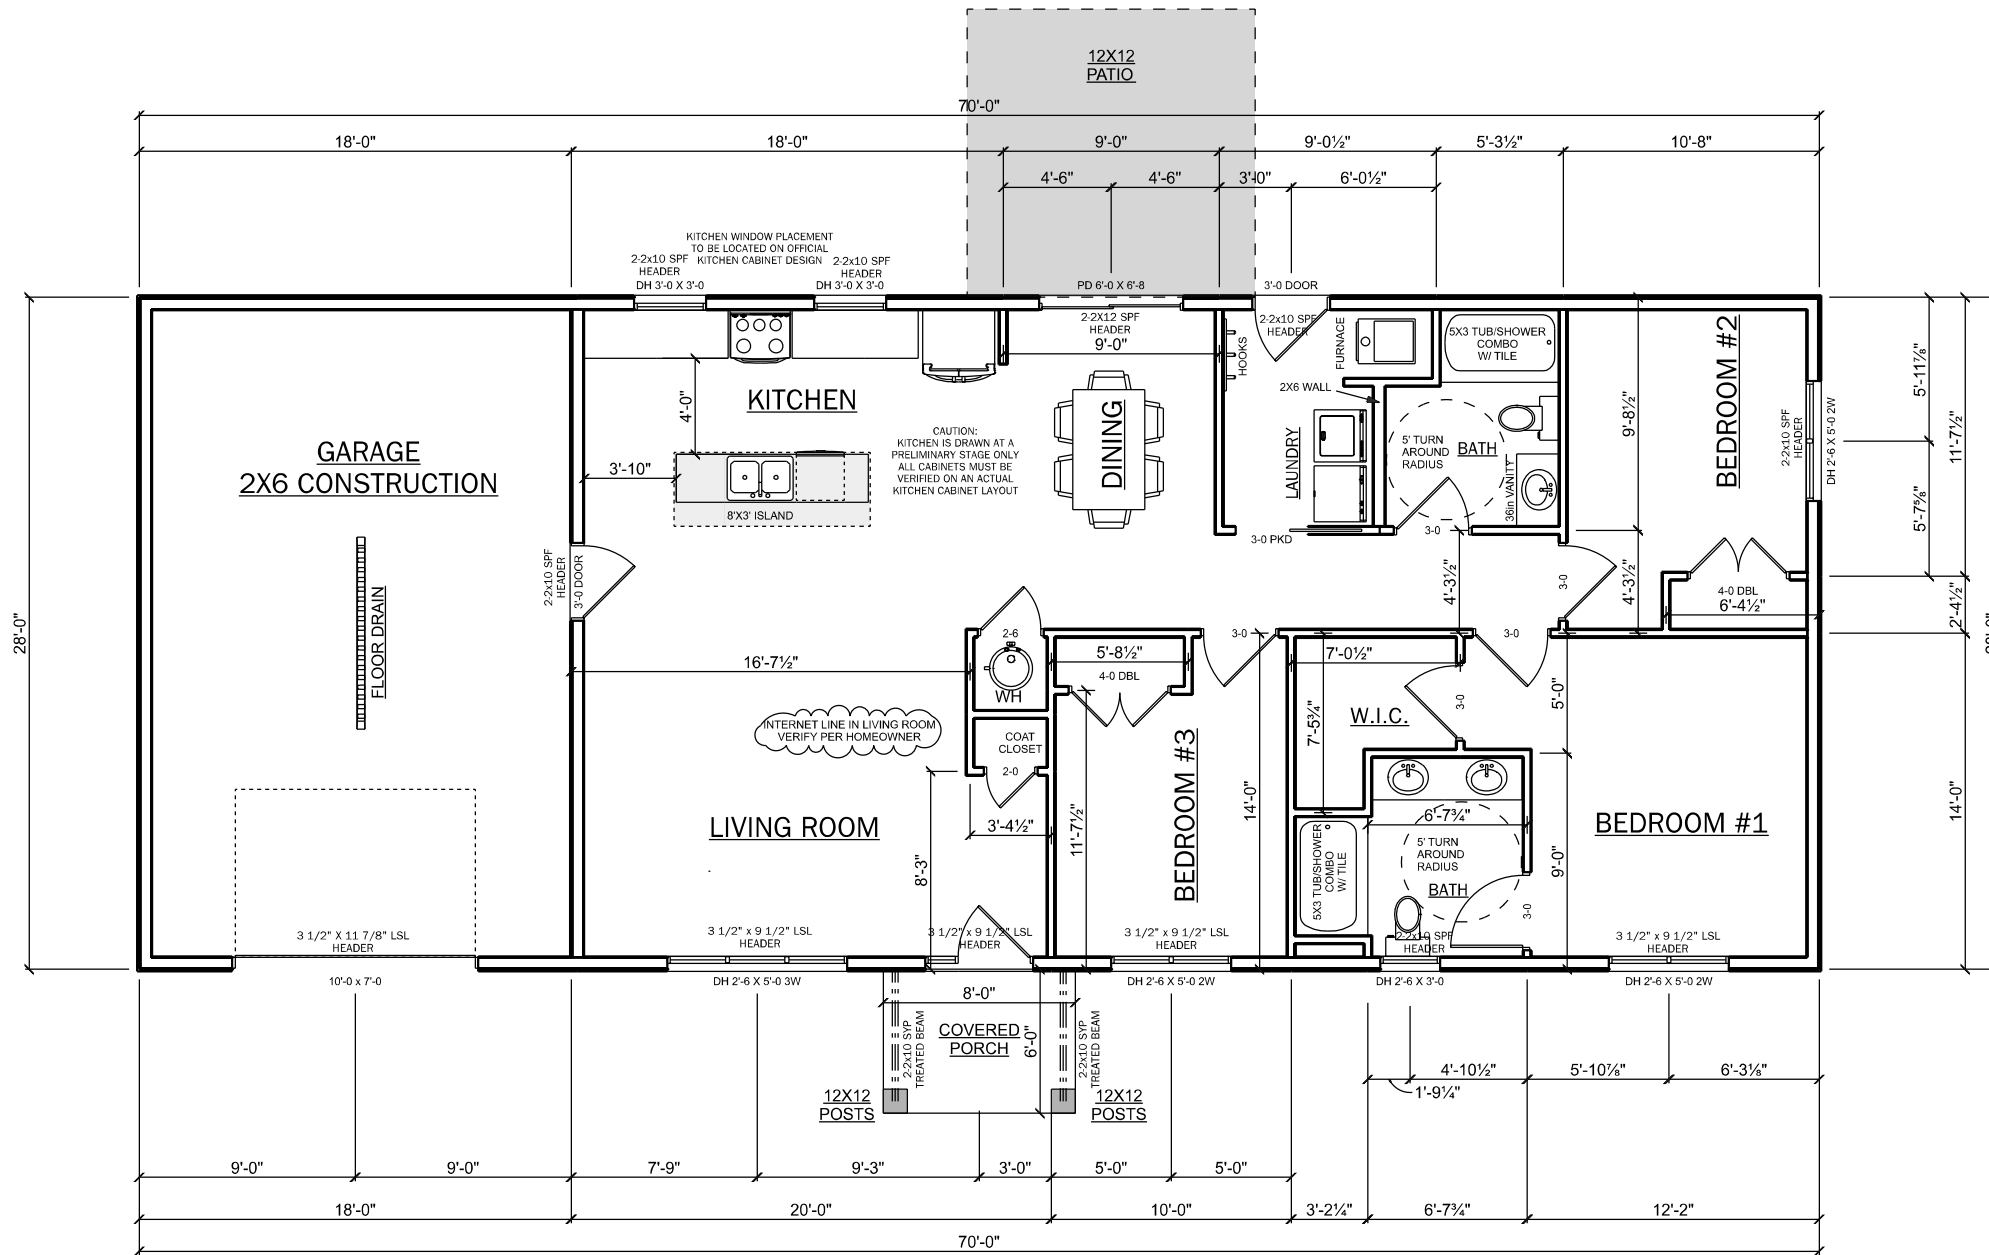 12X12
PATIO
70'-0"
18'-0"
18'-0"
9'-0"
9'-0½"
5'-3½"
10'-8"
4'-6"
4'-6"
3'-0"
6'-0½"
KITCHEN WINDOW PLACEMENT
TO BE LOCATED ON OFFICIAL
KITCHEN CABINET DESIGN
2-2x10 SPF
HEADER
DH 3'-0 X 3'-0
2-2x10 SPF
HEADER
DH 3'-0 X 3'-0
PD 6'-0 X 6'-8
3'-0 DOOR
2-2X12 SPF
HEADER
9'-0"
2-2x10 SPF
HEADER
HOOKS
FURNACE
5X3 TUB/SHOWER
COMBO
W/ TILE
BEDROOM #2
5'-11⅞"
11'-7½"
2X6 WALL
KITCHEN
4'-0"
DINING
CAUTION:
KITCHEN IS DRAWN AT A
PRELIMINARY STAGE ONLY
ALL CABINETS MUST BE
VERIFIED ON AN ACTUAL
KITCHEN CABINET LAYOUT
GARAGE
2X6 CONSTRUCTION
3'-10"
8'X3' ISLAND
LAUNDRY
5' TURN
AROUND
RADIUS
BATH
36in VANITY
9'-8½"
2-2x10 SPF
HEADER
DH 2'-6 X 5'-0 2W
5'-7⅝"
3-0 PKD
3-0
2-2x10 SPF
HEADER
3'-0 DOOR
FLOOR DRAIN
28'-0"
4'-3½"
3-0
4'-3½"
4-0 DBL
6'-4½"
2'-4½"
2-6
WH
3-0
3-0
16'-7½"
5'-8½"
4-0 DBL
7'-0½"
3-0
5'-0"
W.I.C.
7'-5¾"
INTERNET LINE IN LIVING ROOM
VERIFY PER HOMEOWNER
COAT
CLOSET
2-0
BEDROOM #3
LIVING ROOM
3'-4½"
8'-3"
11'-7½"
14'-0"
6'-7¾"
5X3 TUB/SHOWER
COMBO
W/ TILE
5' TURN
AROUND
RADIUS
BATH
9'-0"
3-0
BEDROOM #1
14'-0"
3 1/2" X 11 7/8" LSL
HEADER
3 1/2" x 9 1/2" LSL
HEADER
3 1/2" x 9 1/2" LSL
HEADER
3 1/2" x 9 1/2" LSL
HEADER
2-2x10 SPF
HEADER
3 1/2" x 9 1/2" LSL
HEADER
10'-0 x 7'-0
DH 2'-6 X 5'-0 3W
DH 2'-6 X 5'-0 2W
DH 2'-6 X 3'-0
DH 2'-6 X 5'-0 2W
8'-0"
2-2x10 SYP
TREATED BEAM
COVERED
PORCH
6'-0"
2-2x10 SYP
TREATED BEAM
12X12
POSTS
12X12
POSTS
4'-10½"
5'-10⅞"
6'-3⅛"
1'-9¼"
9'-0"
9'-0"
7'-9"
9'-3"
3'-0"
5'-0"
5'-0"
18'-0"
20'-0"
10'-0"
3'-2¼"
6'-7¾"
12'-2"
70'-0"